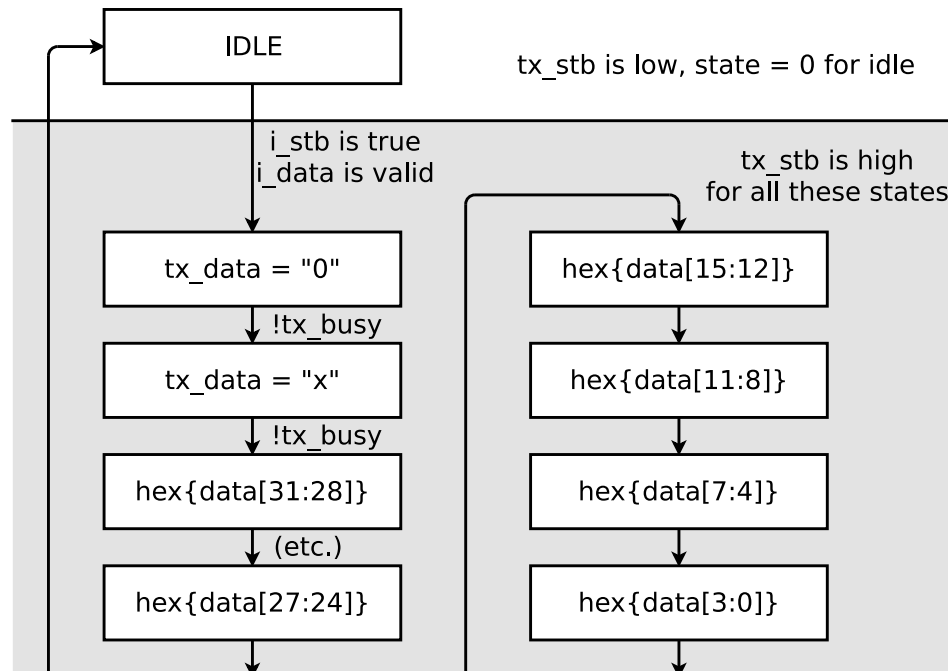 IDLE
tx_stb is low, state = 0 for idle
i_stb is true
i_data is valid
tx_stb is high
for all these states
tx_data = "0"
!tx_busy
tx_data = "x"
!tx_busy
hex{data[31:28]}
(etc.)
hex{data[27:24]}
hex{data[15:12]}
hex{data[11:8]}
hex{data[7:4]}
hex{data[3:0]}